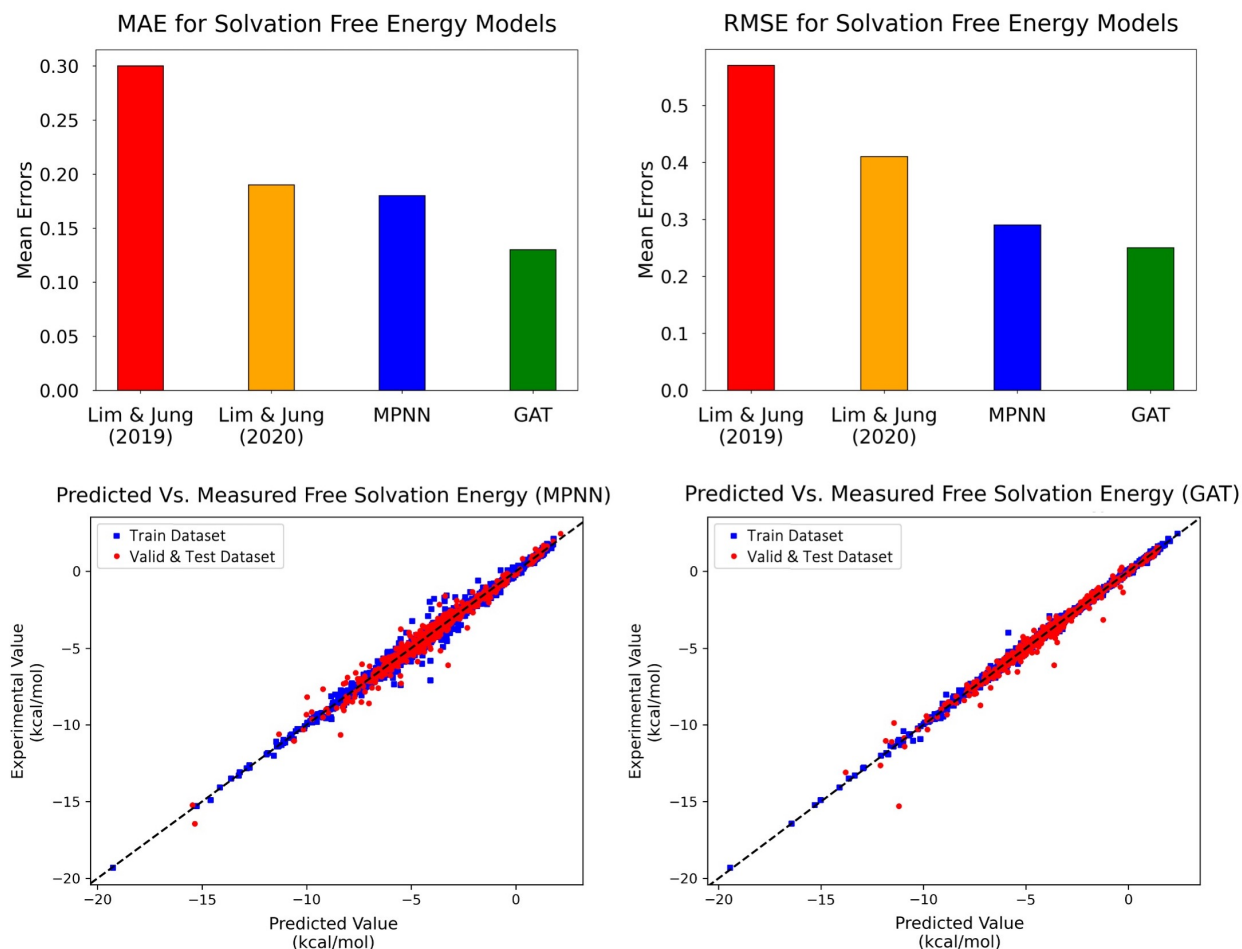 MAE for Solvation Free Energy Models
Mean Errors
0.30
0.25
0.20
0.15
0.10
0.05
0.00
Lim & Jung
(2019)
Lim & Jung
(2020)
MPNN
GAT
RMSE for Solvation Free Energy Models
Mean Errors
0.5
0.4
0.3
0.2
0.1
0.0
Lim & Jung
(2019)
Lim & Jung
(2020)
MPNN
GAT
Predicted Vs. Measured Free Solvation Energy (MPNN)
Train Dataset
Valid & Test Dataset
Experimental Value
(kcal/mol)
0
−5
−10
−15
−20
−20
−15
−10
−5
0
Predicted Value
(kcal/mol)
Predicted Vs. Measured Free Solvation Energy (GAT)
Train Dataset
Valid & Test Dataset
Experimental Value
(kcal/mol)
0
−5
−10
−15
−20
−20
−15
−10
−5
0
Predicted Value
(kcal/mol)